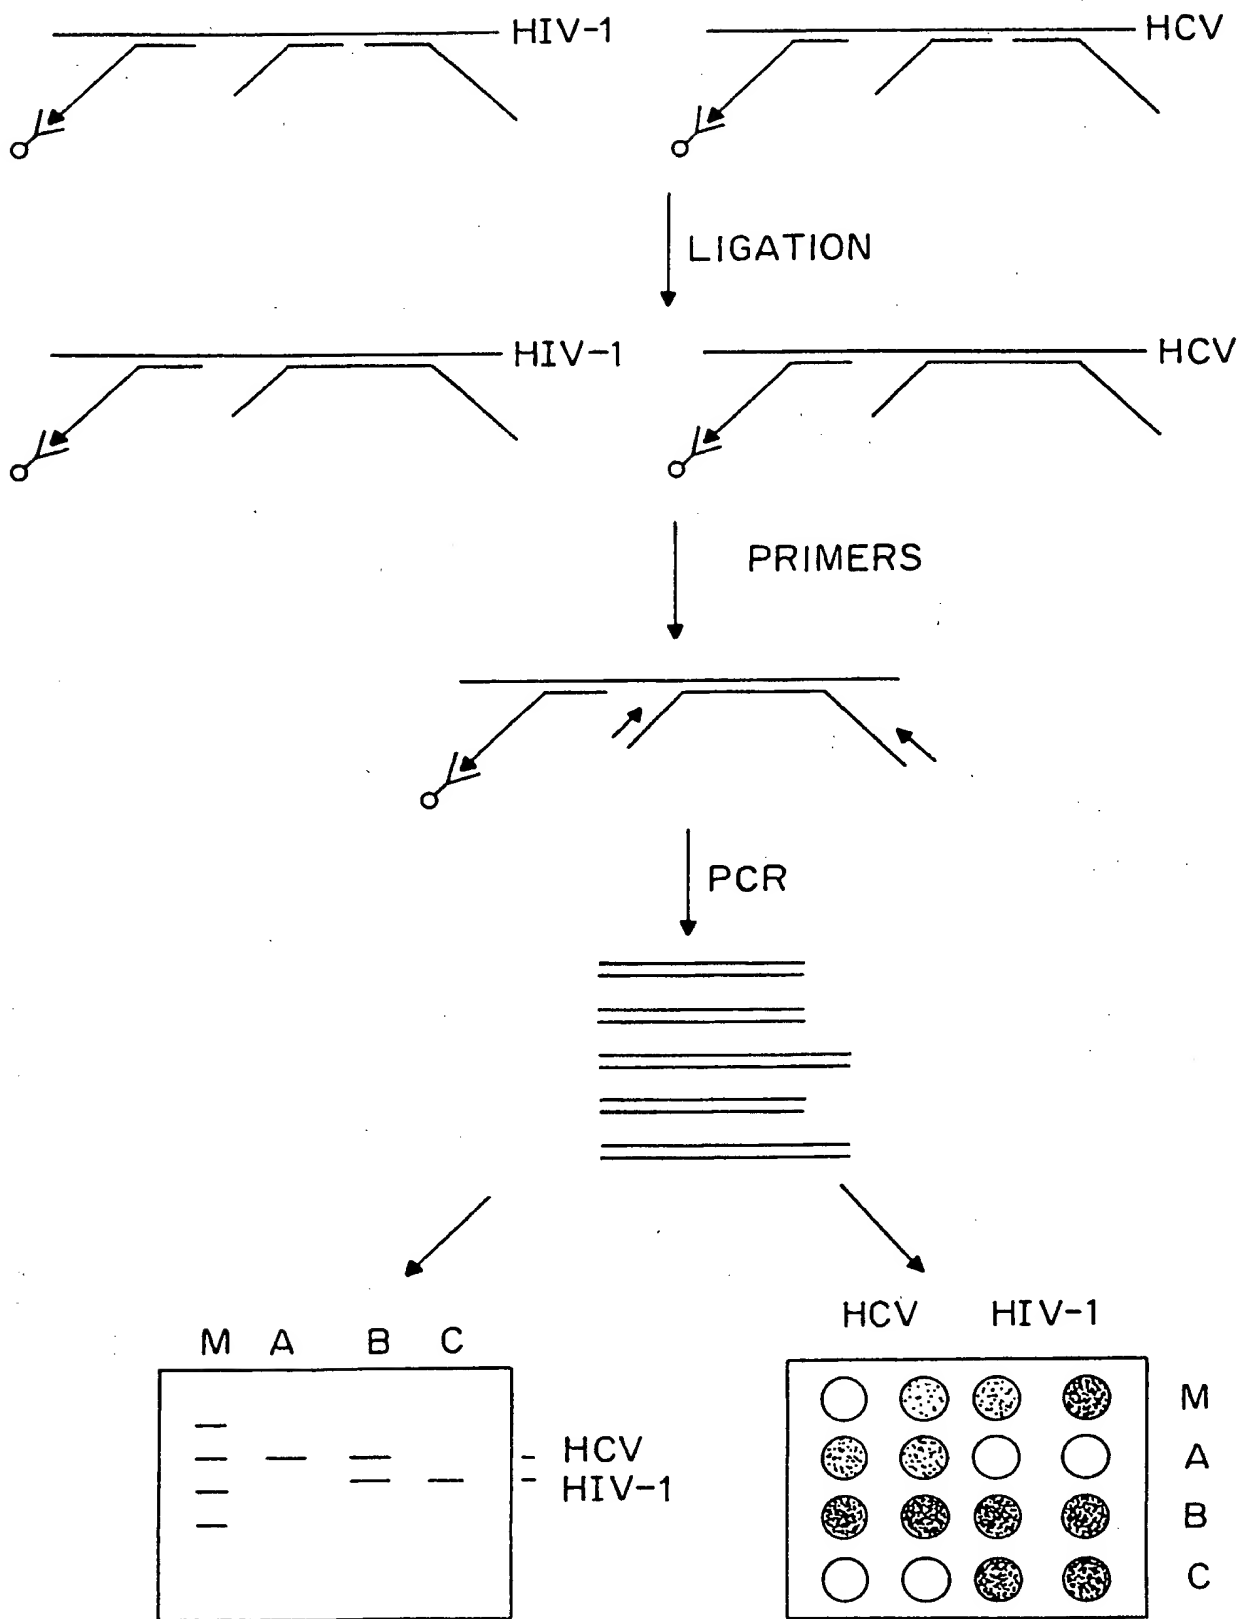 HIV-1 HCV
LIGATION
HIV-1 HCV
PRIMERS
PCR
HCV HIV-1
M A B C
M
A
HCV
HIV-1
B
C